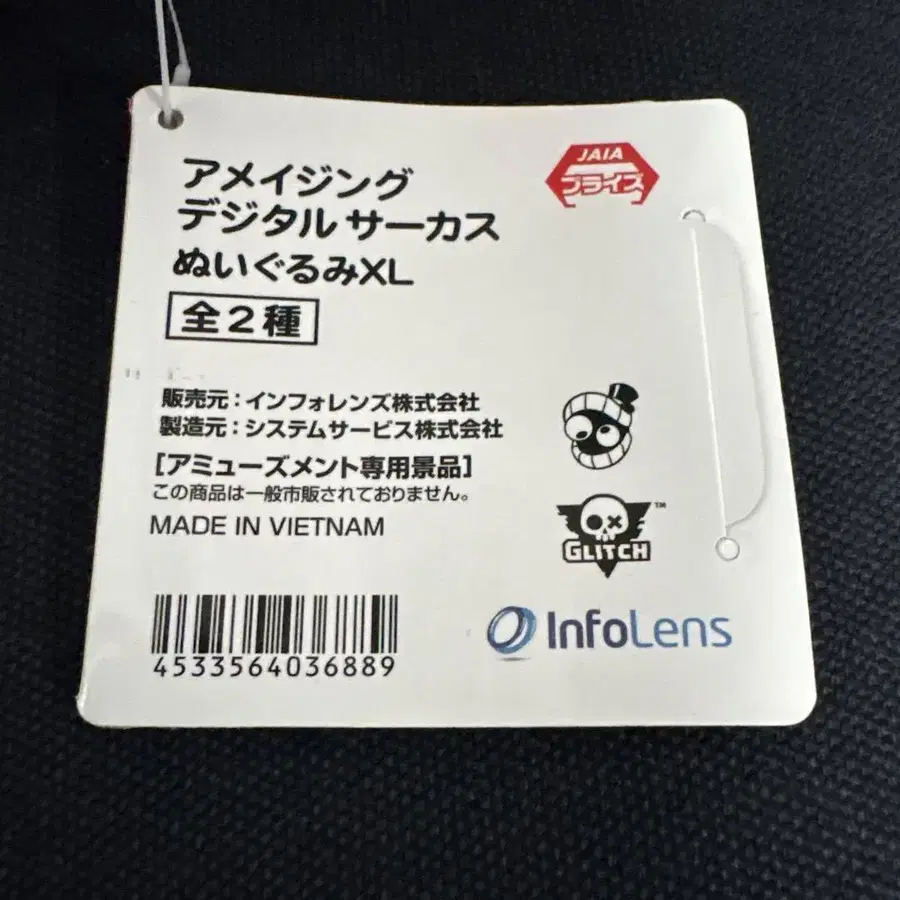 アメイジング
デジタル サーカス
ぬいぐるみXL
全2種
JAIA
プライズ
販売元：インフォレンズ株式会社
製造元：システムサービス株式会社
[アミューズメント専用景品]
この商品は一般市販されておりません。
MADE IN VIETNAM
GLITCH™
4533564036889
InfoLens